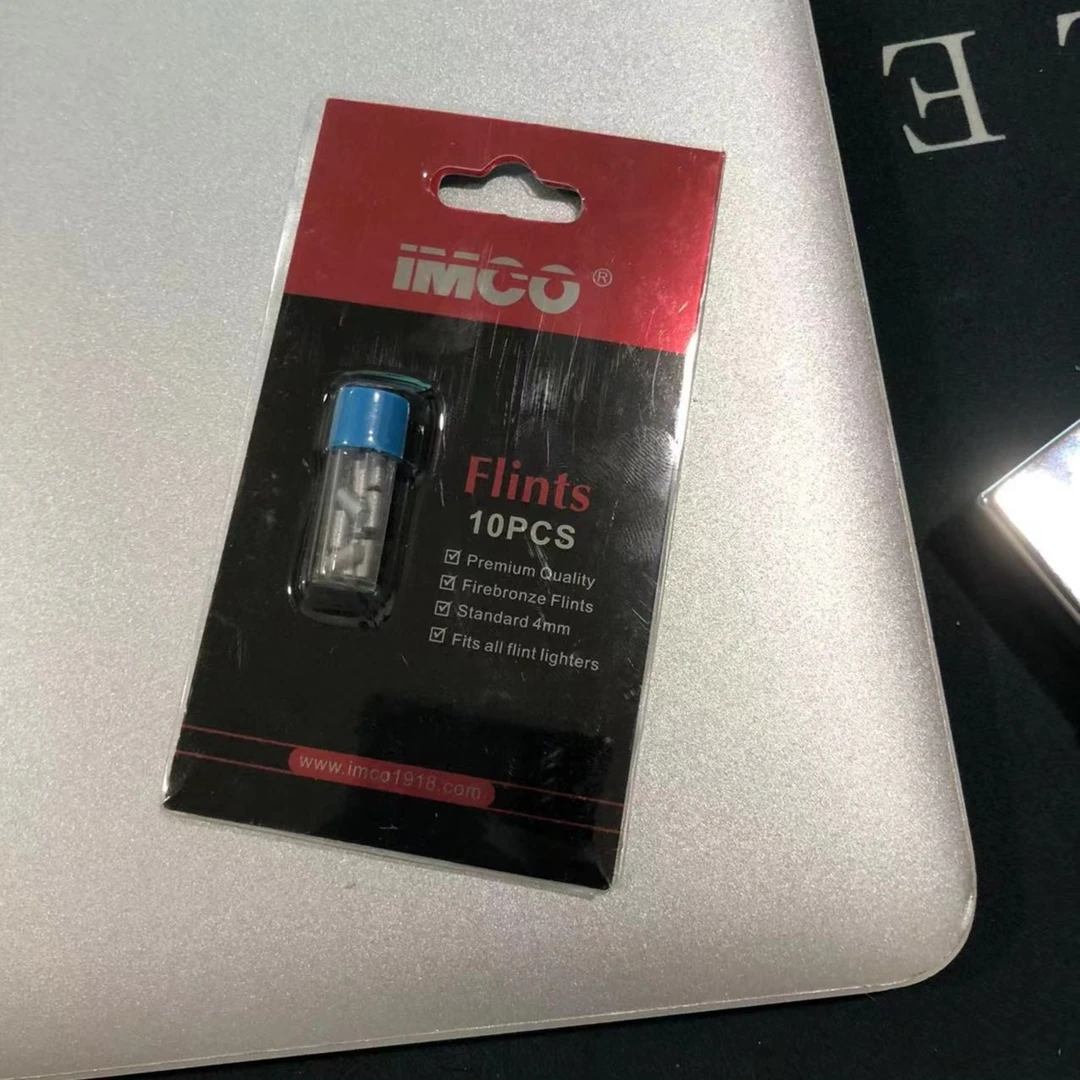 IMCO®
Flints
10PCS
☑ Premium Quality
☑ Firebronze Flints
☑ Standard 4mm
☑ Fits all flint lighters
www.imco1918.com
E